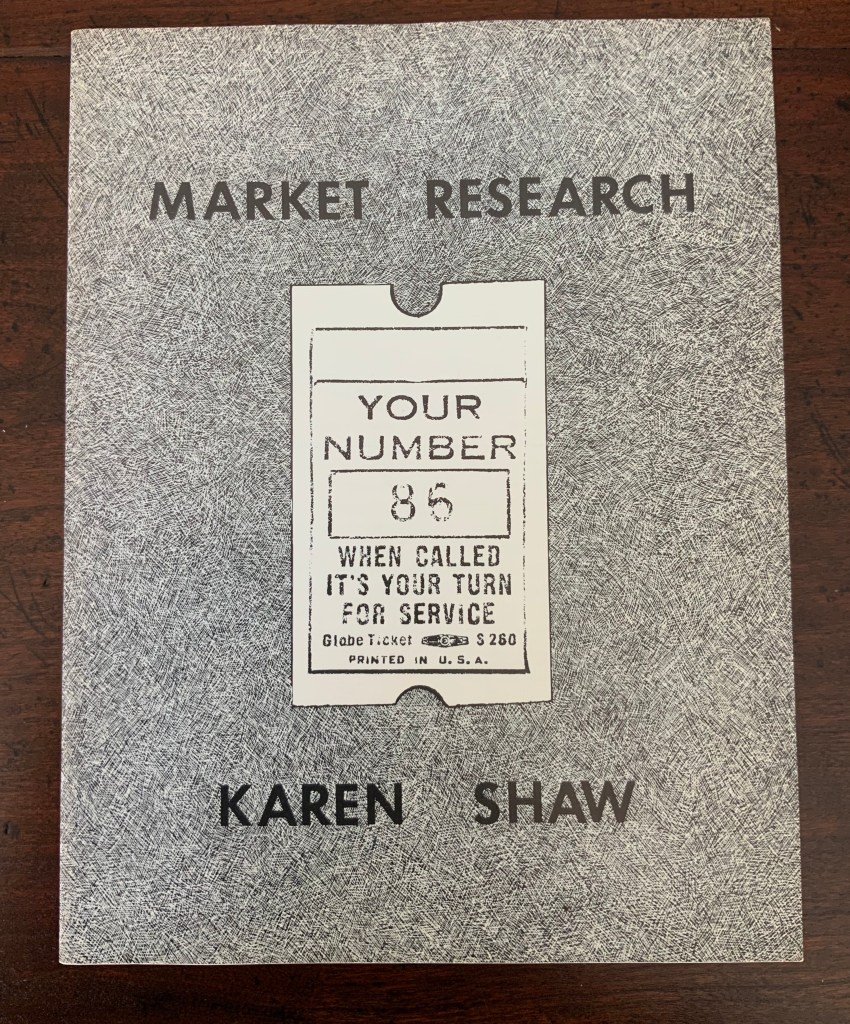 MARKET RESEARCH
YOUR
NUMBER
86
WHEN CALLED
IT'S YOUR TURN
FOR SERVICE
Globe Ticket S 260
PRINTED IN U.S.A.
KAREN SHAW